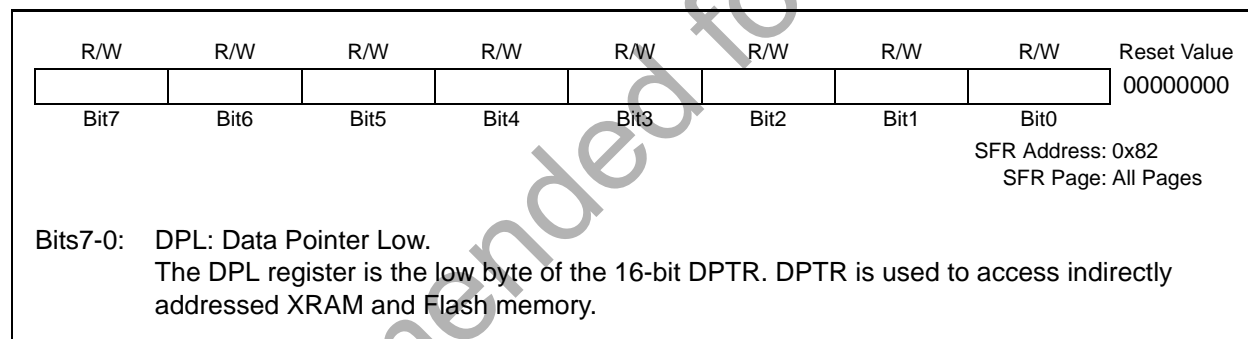 R/W R/W R/W R/W R/W R/W R/W R/W Reset Value
00000000
Bit7 Bit6 Bit5 Bit4 Bit3 Bit2 Bit1 Bit0
SFR Address: 0x82
SFR Page: All Pages
Bits7-0: DPL: Data Pointer Low.
The DPL register is the low byte of the 16-bit DPTR. DPTR is used to access indirectly
addressed XRAM and Flash memory.
mended fo